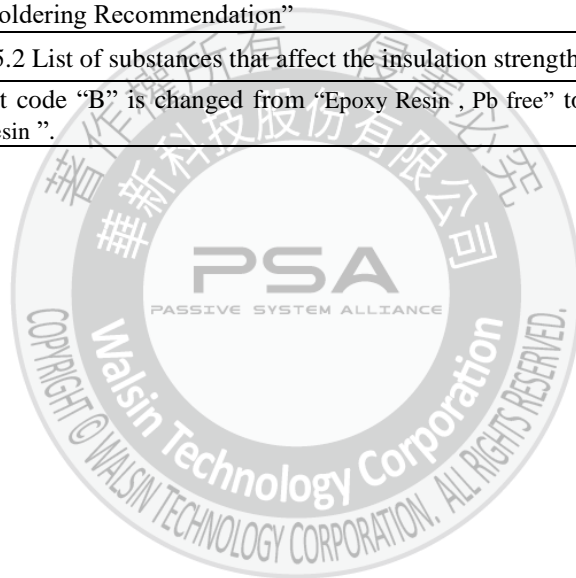 oldering Recommendation”
5.2 List of substances that affect the insulation strength
t code “B” is changed from “Epoxy Resin , Pb free” to
esin ”.
著作權所有 侵害必究
華新科技股份有限公司
PSA
PASSIVE SYSTEM ALLIANCE
Walsin Technology Corporation
COPYRIGHT © WALSIN TECHNOLOGY CORPORATION. ALL RIGHTS RESERVED.